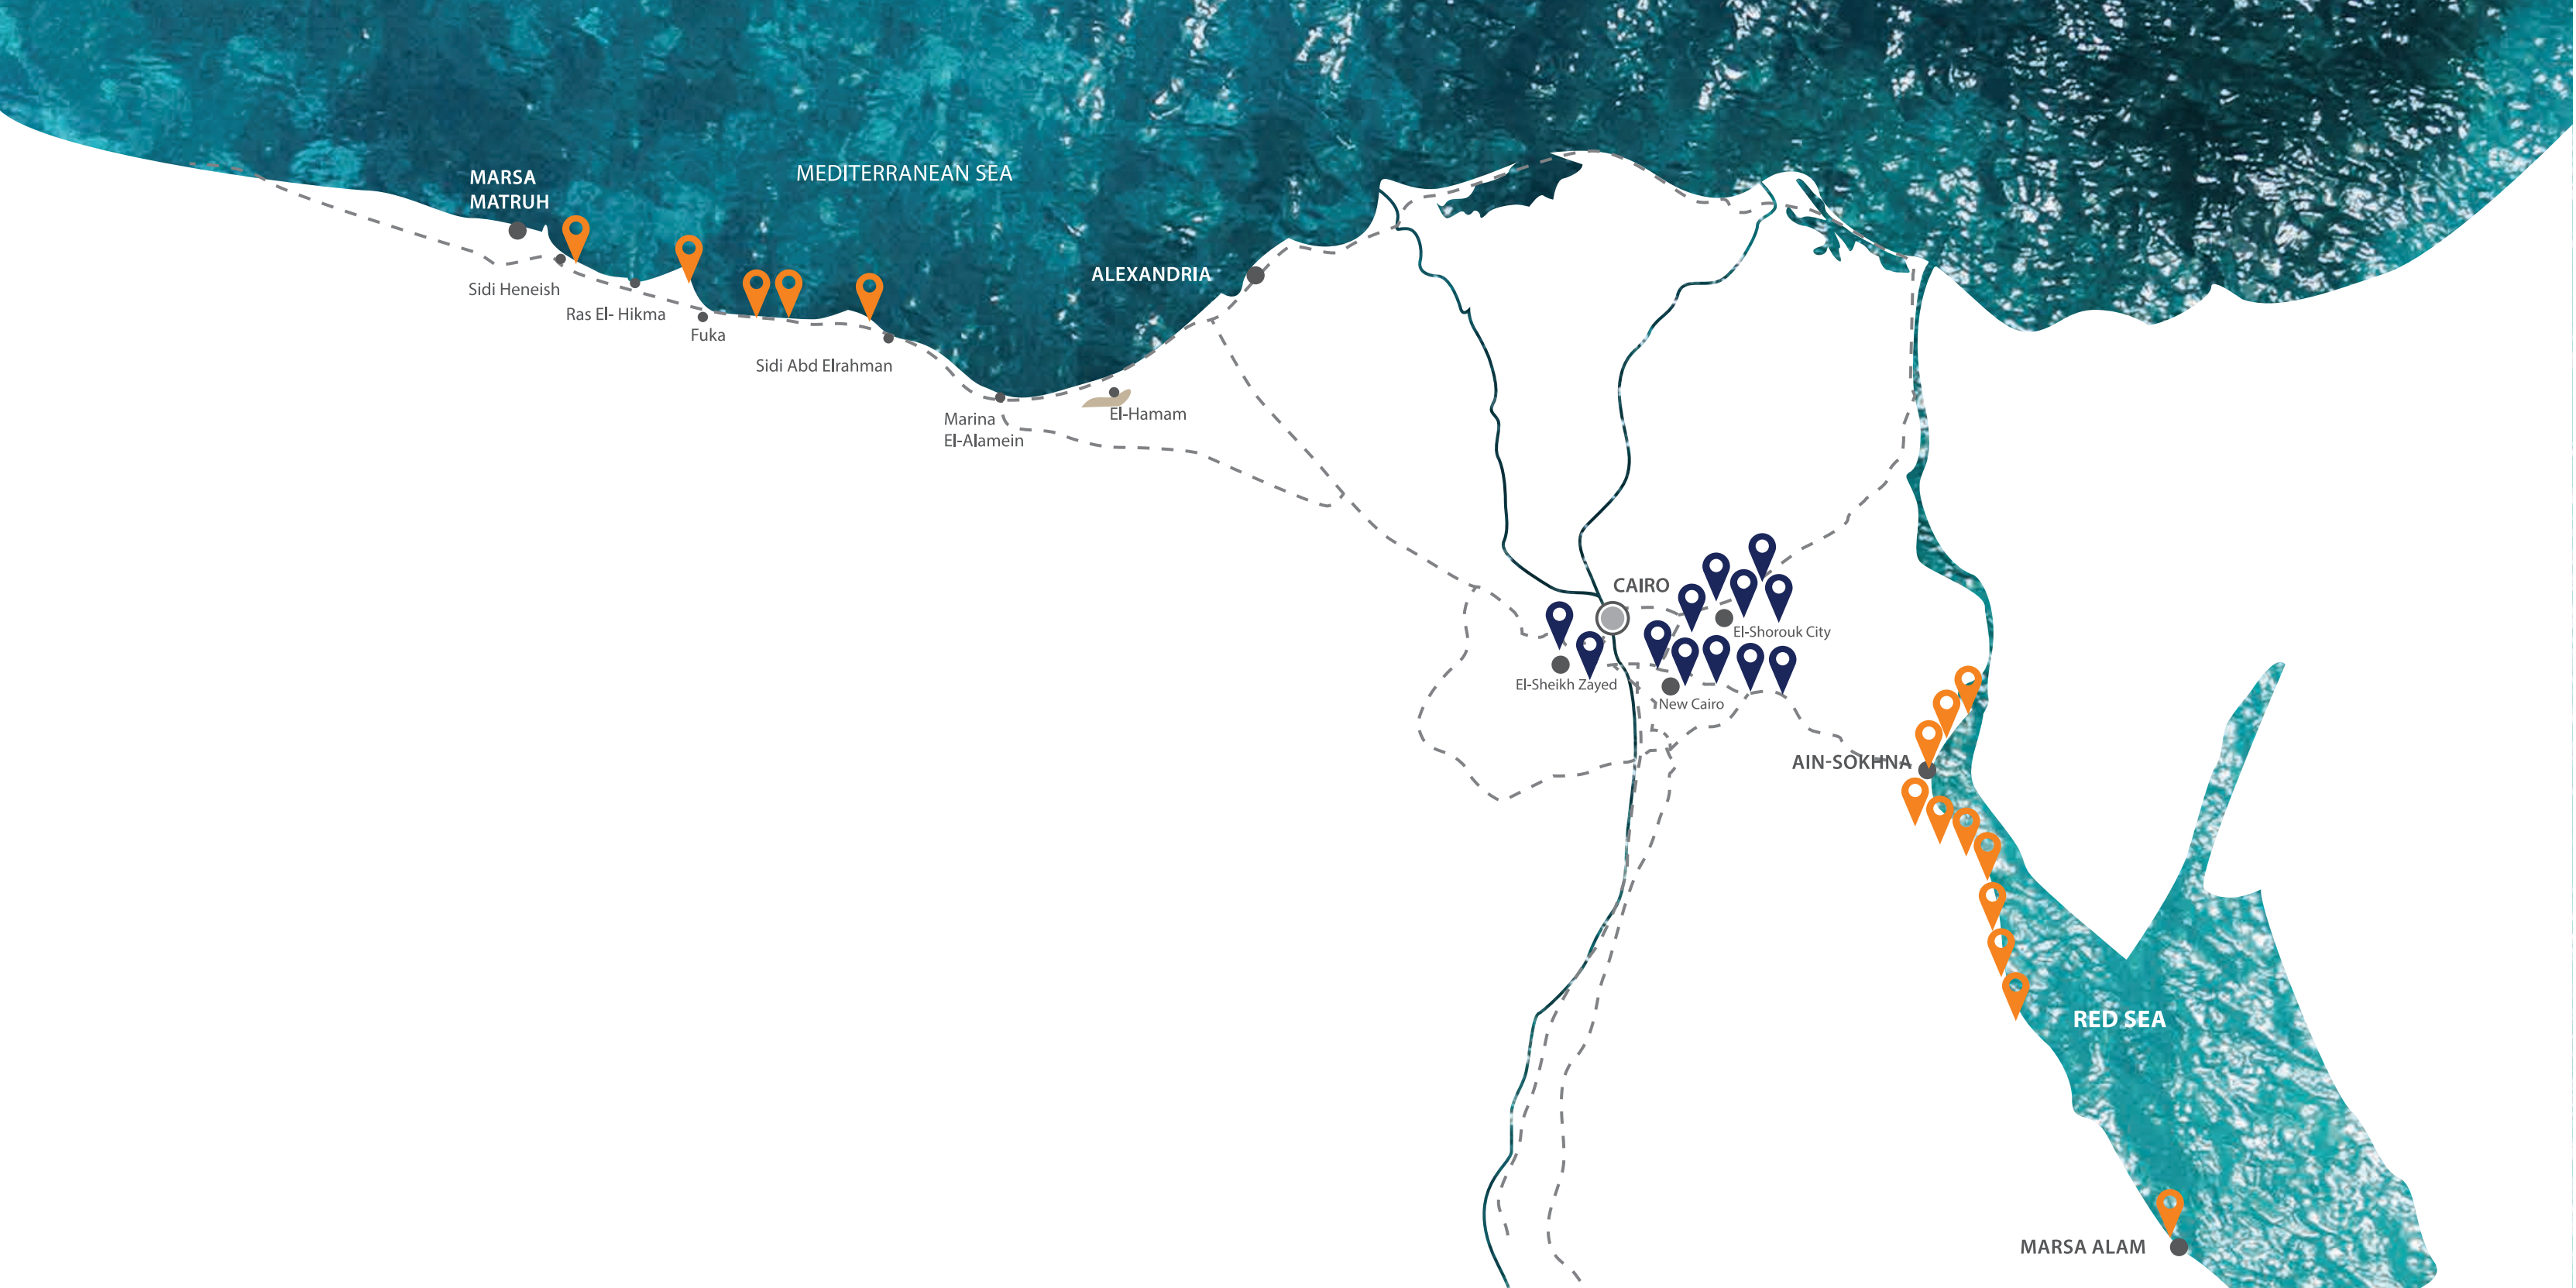 MARSA
MATRUH
MEDITERRANEAN SEA
ALEXANDRIA
Sidi Heneish
Ras El- Hikma
Fuka
Sidi Abd Elrahman
Marina
El-Alamein
El-Hamam
CAIRO
El-Shorouk City
El-Sheikh Zayed
New Cairo
AIN-SOKHNA
RED SEA
MARSA ALAM